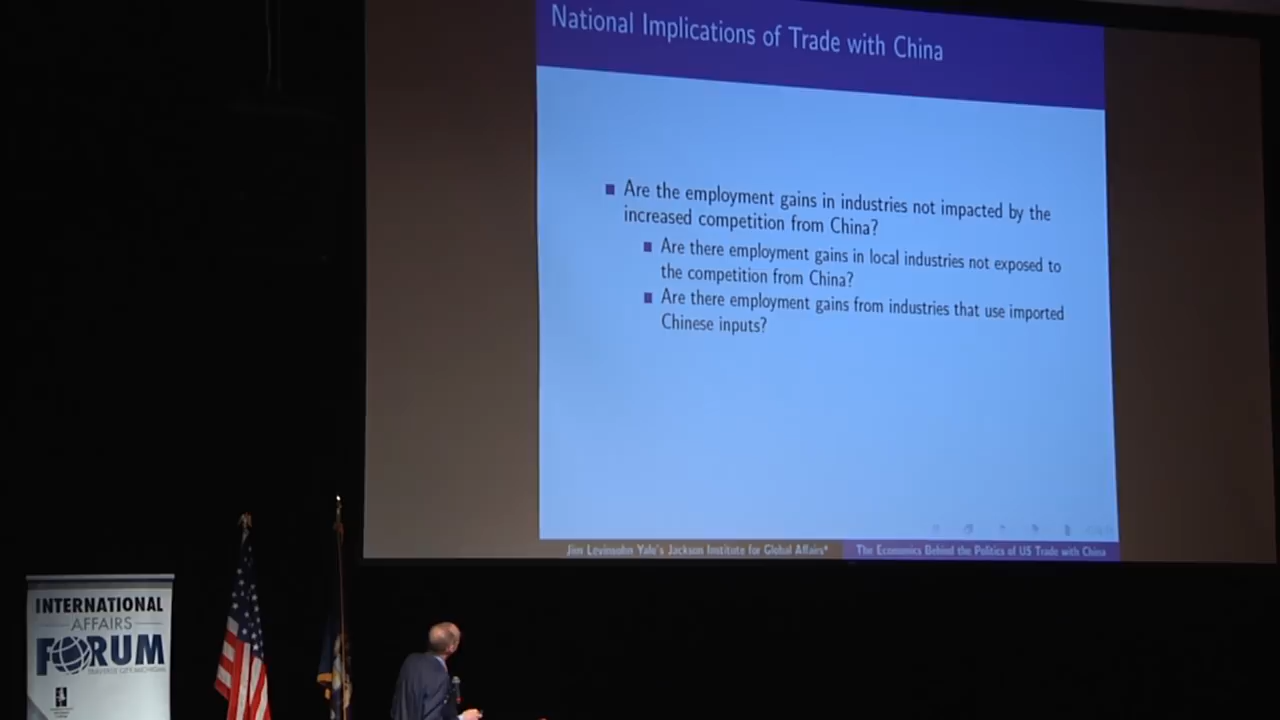 National Implications of Trade with China
Are the employment gains in industries not impacted by the
increased competition from China?
Are there employment gains in local industries not exposed to
the competition from China?
Are there employment gains from industries that use imported
Chinese inputs?
Jim Levinsohn Yale's Jackson Institute for Global Affairs*
The Economics Behind the Politics of US Trade with China
INTERNATIONAL
AFFAIRS
FORUM
TRAVERSE CITY, MICHIGAN